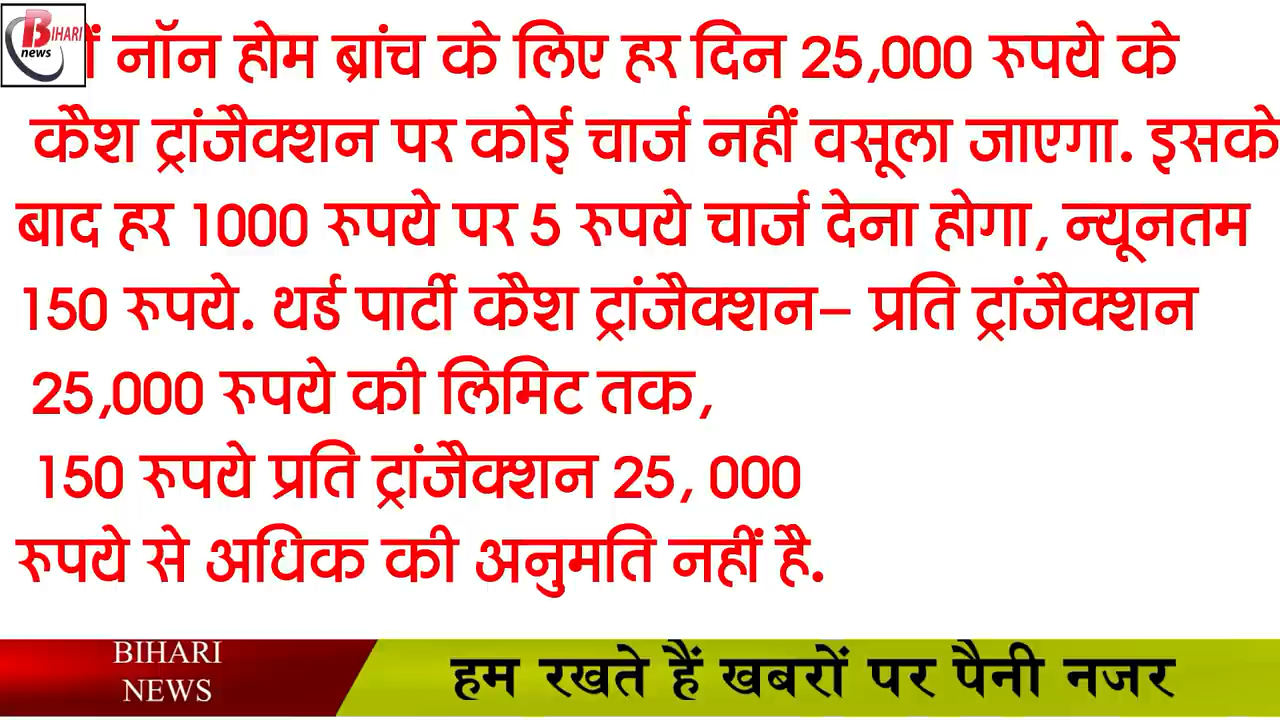 BIHARI
news
नॉन होम ब्रांच के लिए हर दिन 25,000 रुपये के
कैश ट्रांजैक्शन पर कोई चार्ज नहीं वसूला जाएगा. इसके
बाद हर 1000 रुपये पर 5 रुपये चार्ज देना होगा, न्यूनतम
150 रुपये. थर्ड पार्टी कैश ट्रांजैक्शन– प्रति ट्रांजैक्शन
25,000 रुपये की लिमिट तक,
150 रुपये प्रति ट्रांजैक्शन 25, 000
रुपये से अधिक की अनुमति नहीं है.
BIHARI
NEWS
हम रखते हैं खबरों पर पैनी नजर